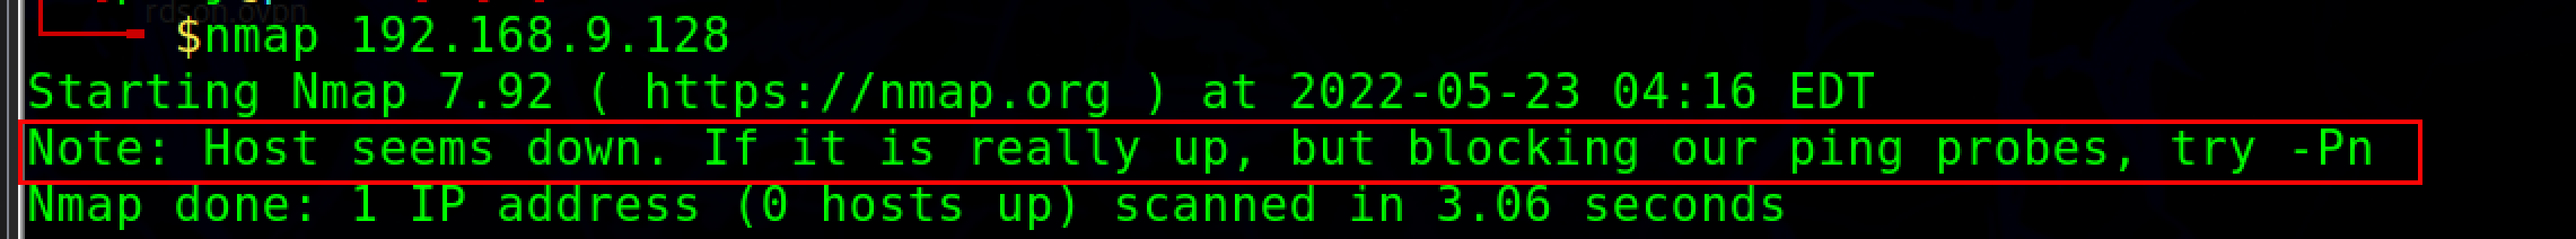 rdson.ovpn
$nmap 192.168.9.128
Starting Nmap 7.92 ( https://nmap.org ) at 2022-05-23 04:16 EDT
Note: Host seems down. If it is really up, but blocking our ping probes, try -Pn
Nmap done: 1 IP address (0 hosts up) scanned in 3.06 seconds